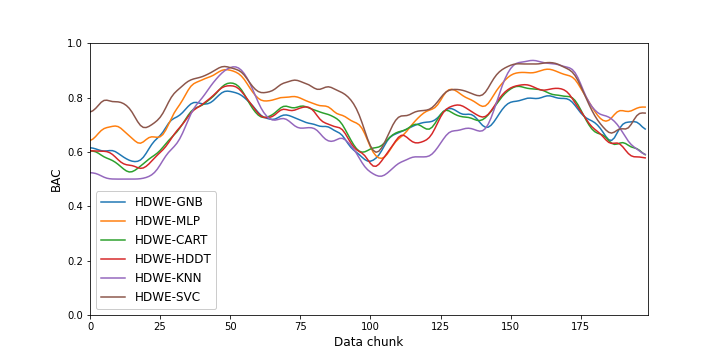 1.0
0.8
0.6
0.4
0.2
0.0
BAC
HDWE-GNB
HDWE-MLP
HDWE-CART
HDWE-HDDT
HDWE-KNN
HDWE-SVC
0 25 50 75 100 125 150 175
Data chunk